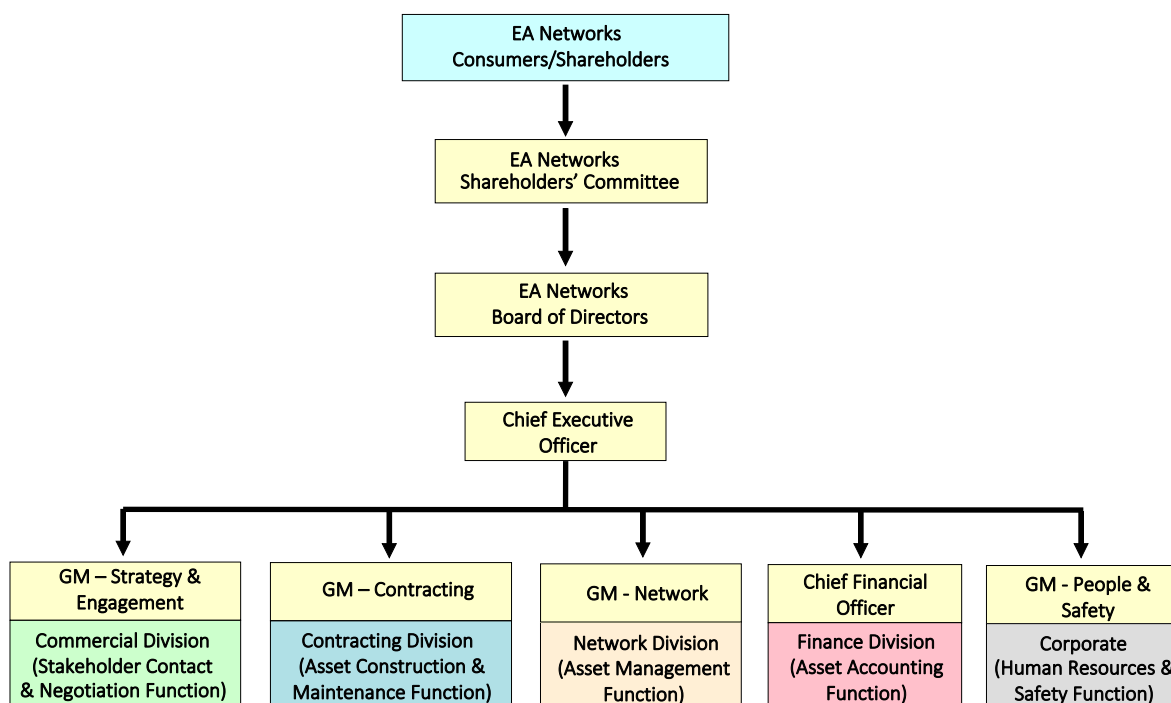 EA Networks
Consumers/Shareholders
EA Networks
Shareholders’ Committee
EA Networks
Board of Directors
Chief Executive
Officer
GM – Strategy &
Engagement
Commercial Division
(Stakeholder Contact
& Negotiation Function)
GM – Contracting
Contracting Division
(Asset Construction &
Maintenance Function)
GM - Network
Network Division
(Asset Management
Function)
Chief Financial
Officer
Finance Division
(Asset Accounting
Function)
GM - People &
Safety
Corporate
(Human Resources &
Safety Function)